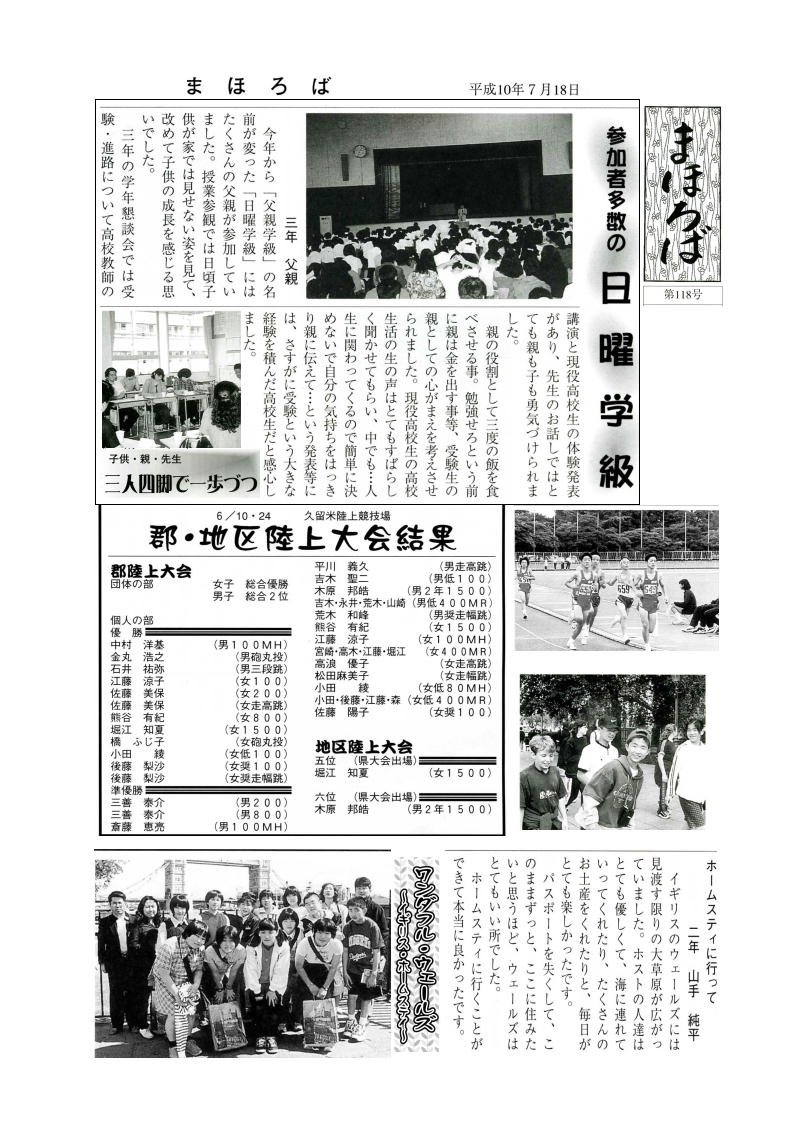 まほろば
平成10年7月18日
まほろば
第118号
参加者多数の
日曜学級
三年　父親
今年から「父親学級」の名
前が変った「日曜学級」には
たくさんの父親が参加してい
ました。授業参観では日頃子
供が家では見せない姿を見て、
改めて子供の成長を感じる思
いでした。
三年の学年懇談会では受
験・進路について高校教師の
講演と現役高校生の体験発表
があり、先生のお話しではと
ても親も子も勇気づけられま
した。
親の役割として三度の飯を食
べさせる事。勉強せろという前
に親は金を出す事等、受験生の
親としての心がまえを考えさせ
られました。現役高校生の高校
生活の生の声はとてもすばらし
く聞かせてもらい、中でも…人
生に関わってくるので簡単に決
めないで自分の気持ちをはっき
り親に伝えて…という発表等に
は、さすがに受験という大きな
経験を積んだ高校生だと感心し
ました。
子供・親・先生
三人四脚で一歩づつ
6／10・24　久留米陸上競技場
郡・地区陸上大会結果
郡陸上大会
団体の部　女子　総合優勝
男子　総合2位
個人の部
優　勝
中村　洋基（男100MH）
金丸　浩之（男砲丸投）
石井　祐弥（男三段跳）
江藤　涼子（女100）
佐藤　美保（女200）
佐藤　美保（女走高跳）
熊谷　有紀（女800）
堀江　知夏（女1500）
橋　ふじ子（女砲丸投）
小田　綾（女低100）
後藤　梨沙（女奨100）
後藤　梨沙（女奨走幅跳）
準優勝
三善　泰介（男200）
三善　泰介（男800）
斎藤　恵亮（男100MH）
平川　義久（男走高跳）
吉木　聖二（男低100）
木原　邦皓（男2年1500）
吉木・永井・荒木・山崎（男低400MR）
荒木　和峰（男奨走幅跳）
熊谷　有紀（女1500）
江藤　涼子（女100MH）
宮崎・高木・江藤・堀江（女400MR）
高浪　優子（女走高跳）
松田麻美子（女走幅跳）
小田　綾（女低80MH）
小田・後藤・江藤・森（女低400MR）
佐藤　陽子（女奨100）
地区陸上大会
五位　（県大会出場）
堀江　知夏（女1500）
六位　（県大会出場）
木原　邦皓（男2年1500）
ワンダフル・ウェールズ
～イギリス・ホームステイ～
ホームスティに行って
二年　山手　純平
イギリスのウェールズには
見渡す限りの大草原が広がっ
ていました。ホストの人達は
とても優しくて、海に連れて
いってくれたり、たくさんの
お土産をくれたりと、毎日が
とても楽しかったです。
パスポートを失くして、こ
のままずっと、ここに住みた
いと思うほど、ウェールズは
とてもいい所でした。
ホームスティに行くことが
できて本当に良かったです。